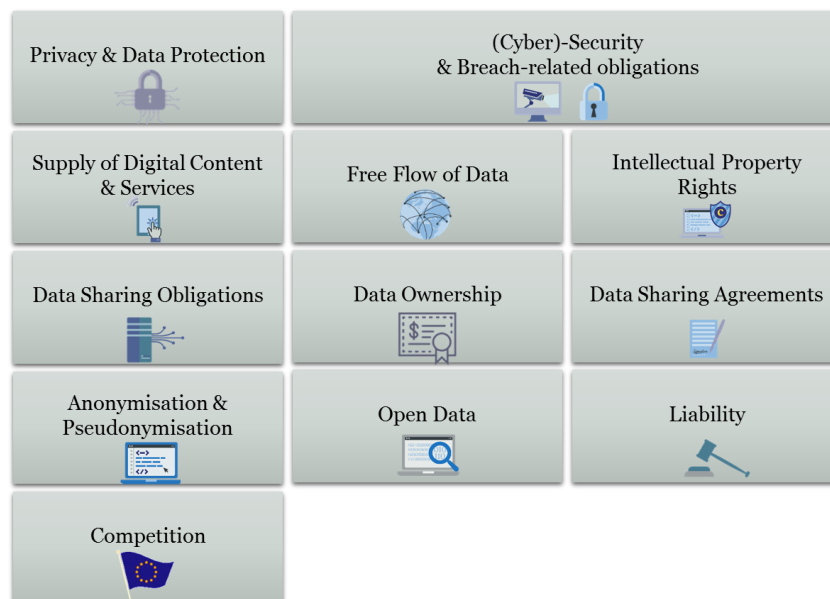 Privacy & Data Protection
(Cyber)-Security
& Breach-related obligations
Supply of Digital Content
& Services
Free Flow of Data
Intellectual Property
Rights
Data Sharing Obligations
Data Ownership
$
Data Sharing Agreements
Anonymisation &
Pseudonymisation
Open Data
Liability
Competition